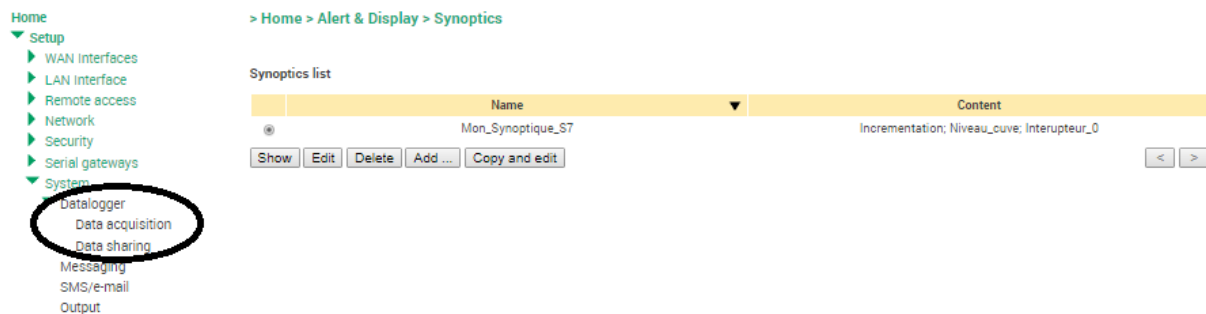 Home
Setup
WAN Interfaces
LAN Interface
Remote access
Network
Security
Serial gateways
System
Datalogger
Data acquisition
Data sharing
Messaging
SMS/e-mail
Output
> Home > Alert & Display > Synoptics
Synoptics list
Name Content
Mon_Synoptique_S7 Incrementation; Niveau_cuve; Interupteur_0
Show Edit Delete Add ... Copy and edit < >